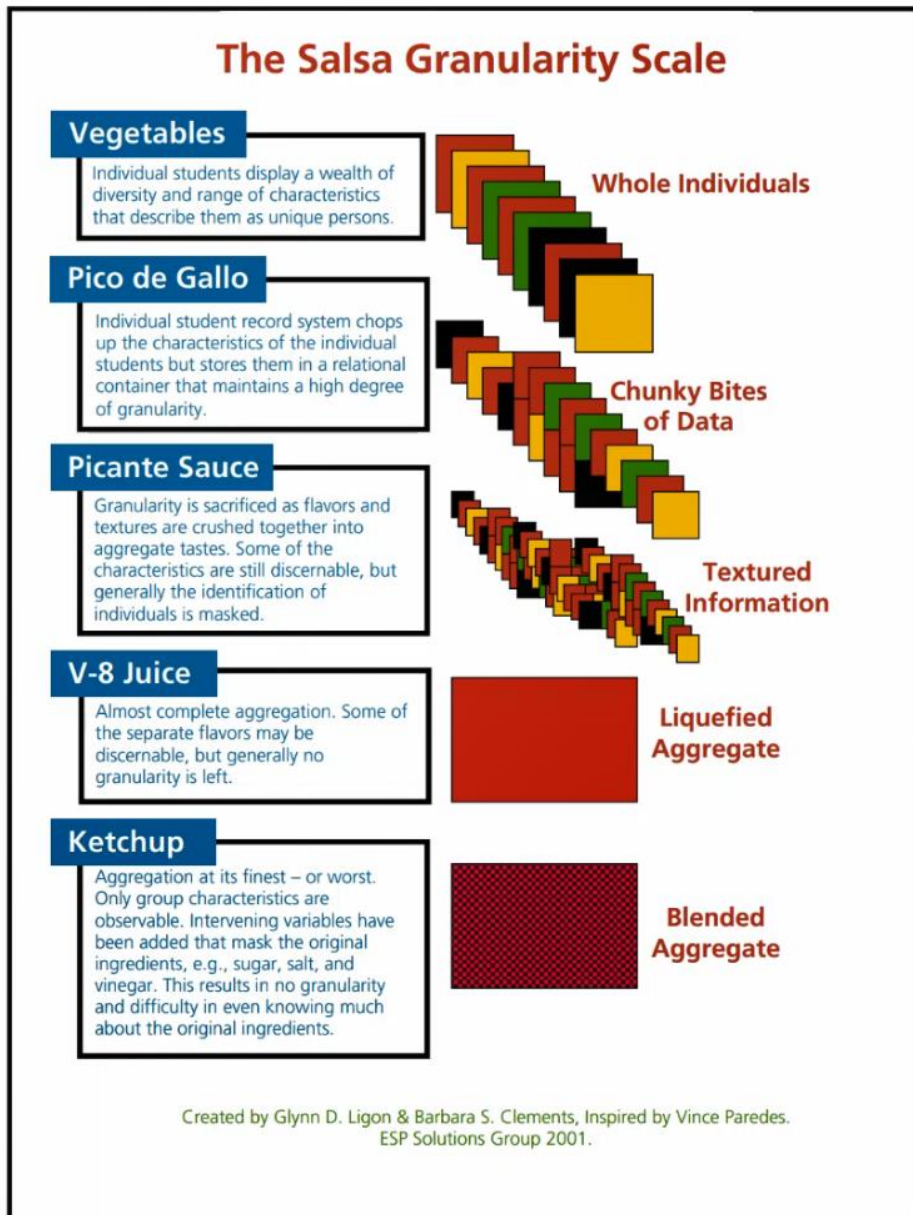 The Salsa Granularity Scale
Vegetables
Individual students display a wealth of
diversity and range of characteristics
that describe them as unique persons.
Whole Individuals
Pico de Gallo
Individual student record system chops
up the characteristics of the individual
students but stores them in a relational
container that maintains a high degree
of granularity.
Chunky Bites
of Data
Picante Sauce
Granularity is sacrificed as flavors and
textures are crushed together into
aggregate tastes. Some of the
characteristics are still discernable, but
generally the identification of
individuals is masked.
Textured
Information
V-8 Juice
Almost complete aggregation. Some of
the separate flavors may be
discernable, but generally no
granularity is left.
Liquefied
Aggregate
Ketchup
Aggregation at its finest – or worst.
Only group characteristics are
observable. Intervening variables have
been added that mask the original
ingredients, e.g., sugar, salt, and
vinegar. This results in no granularity
and difficulty in even knowing much
about the original ingredients.
Blended
Aggregate
Created by Glynn D. Ligon & Barbara S. Clements, Inspired by Vince Paredes.
ESP Solutions Group 2001.